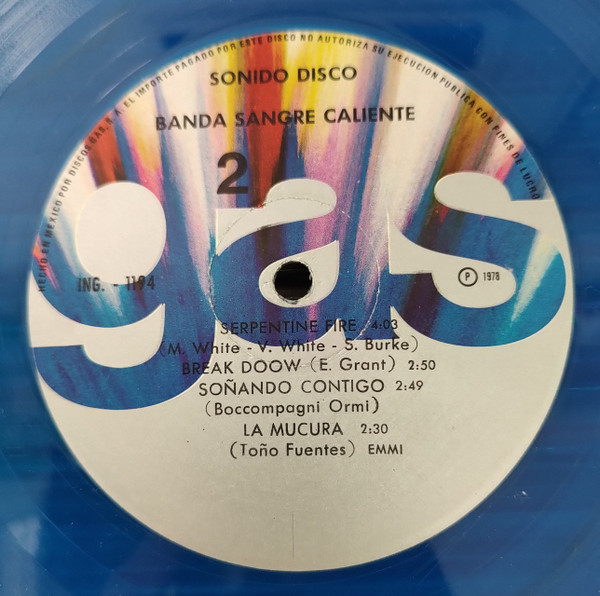 HECHO EN MEXICO POR DISCOS GAS, S.A. EL IMPORTE PAGADO POR ESTE DISCO NO AUTORIZA SU EJECUCION PUBLICA CON FINES DE LUCRO
SONIDO DISCO
BANDA SANGRE CALIENTE
2
gas
ING. - 1194
P 1978
SERPENTINE FIRE 4:03
(M. White - V. White - S. Burke)
BREAK DOOW (E. Grant) 2:50
SOÑANDO CONTIGO 2:49
(Boccompagni Ormi)
LA MUCURA 2:30
(Toño Fuentes) EMMI